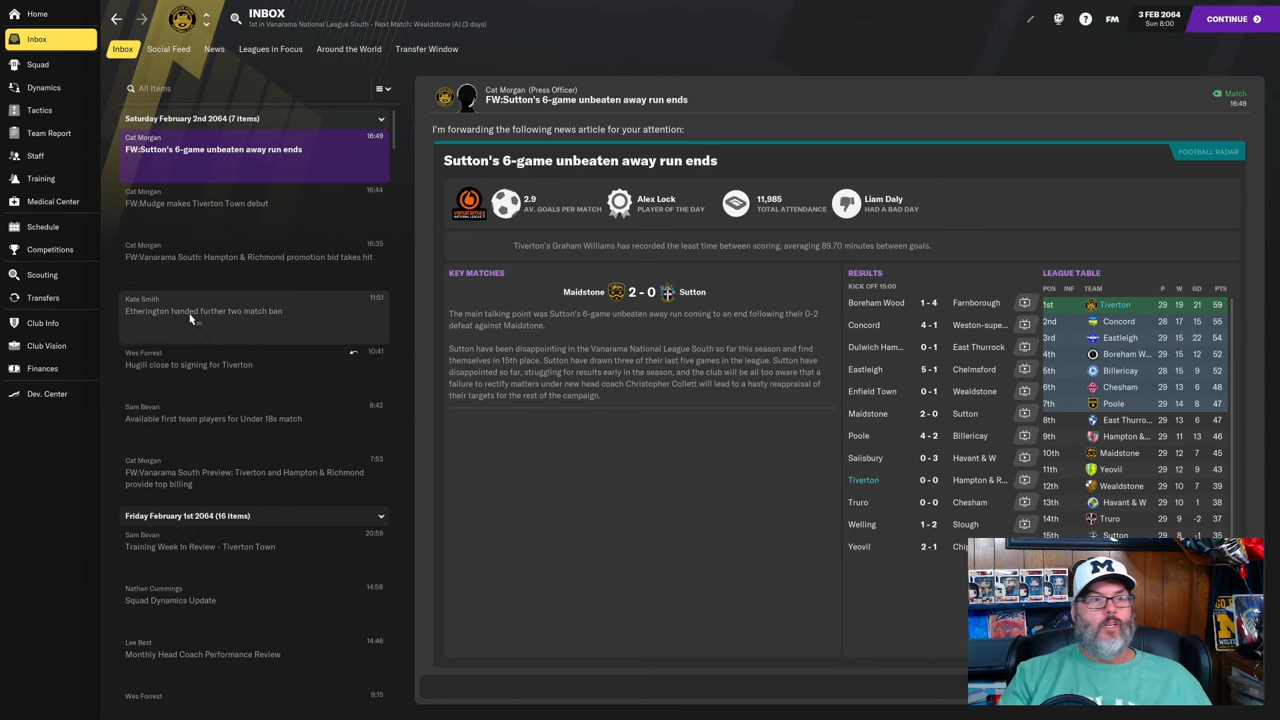 Home
INBOX
1st in Vanarama National League South - Next Match: Wealdstone (A) (3 days)
FM
3 FEB 2064
Sun 8:00
CONTINUE
Inbox
Squad
Dynamics
Tactics
Team Report
Staff
Training
Medical Center
Schedule
Competitions
Scouting
Transfers
Club Info
Club Vision
Finances
Dev. Center
Inbox
Social Feed
News
Leagues in Focus
Around the World
Transfer Window
All Items
Saturday February 2nd 2064 (7 items)
Cat Morgan
16:49
FW:Sutton's 6-game unbeaten away run ends
Cat Morgan
16:44
FW:Mudge makes Tiverton Town debut
Cat Morgan
16:35
FW:Vanarama South: Hampton & Richmond promotion bid takes hit
Kate Smith
11:51
Etherington handed further two match ban
Wes Forrest
10:41
Hugill close to signing for Tiverton
Sam Bevan
8:42
Available first team players for Under 18s match
Cat Morgan
7:53
FW:Vanarama South Preview: Tiverton and Hampton & Richmond
provide top billing
Friday February 1st 2064 (16 items)
Sam Bevan
20:59
Training Week In Review - Tiverton Town
Nathan Cummings
14:58
Squad Dynamics Update
Lee Best
14:46
Monthly Head Coach Performance Review
Wes Forrest
9:15
Cat Morgan (Press Officer)
FW:Sutton's 6-game unbeaten away run ends
Match
16:49
I'm forwarding the following news article for your attention:
Sutton's 6-game unbeaten away run ends
FOOTBALL RADAR
2.9
AV. GOALS PER MATCH
Alex Lock
PLAYER OF THE DAY
11,985
TOTAL ATTENDANCE
Liam Daly
HAD A BAD DAY
Tiverton's Graham Williams has recorded the least time between scoring, averaging 89.70 minutes between goals.
KEY MATCHES
Maidstone 2 - 0 Sutton
The main talking point was Sutton's 6-game unbeaten away run coming to an end following their 0-
2 defeat against Maidstone.
Sutton have been disappointing in the Vanarama National League South so far this season and find
themselves in 15th place. Sutton have drawn three of their last five games in the league. Sutton have
disappointed so far, struggling for results early in the season, and the club will be all too aware that a
failure to rectify matters under new head coach Christopher Collett will lead to a hasty reappraisal of
their targets for the rest of the campaign.
RESULTS
KICK OFF 15:00
Boreham Wood 1 - 4 Farnborough
Concord 4 - 1 Weston-supe...
Dulwich Ham... 0 - 1 East Thurrock
Eastleigh 5 - 1 Chelmsford
Enfield Town 0 - 1 Wealdstone
Maidstone 2 - 0 Sutton
Poole 4 - 2 Billericay
Salisbury 0 - 3 Havant & W
Tiverton 0 - 0 Hampton & R...
Truro 0 - 0 Chesham
Welling 1 - 2 Slough
Yeovil 2 - 1 Chi
LEAGUE TABLE
POS INF TEAM P W GD PTS
1st Tiverton 29 19 21 59
2nd Concord 28 17 15 55
3rd Eastleigh 29 15 22 54
4th Boreham W... 29 15 12 52
5th Billericay 28 15 9 52
6th Chesham 29 13 6 48
7th Poole 29 14 8 47
8th East Thurro... 29 13 6 47
9th Hampton &... 29 11 13 46
10th Maidstone 29 12 7 45
11th Yeovil 29 12 9 43
12th Wealdstone 29 10 7 39
13th Havant & W 29 10 1 38
14th Truro 29 9 -2 37
15th Sutton 29 8 -1 35